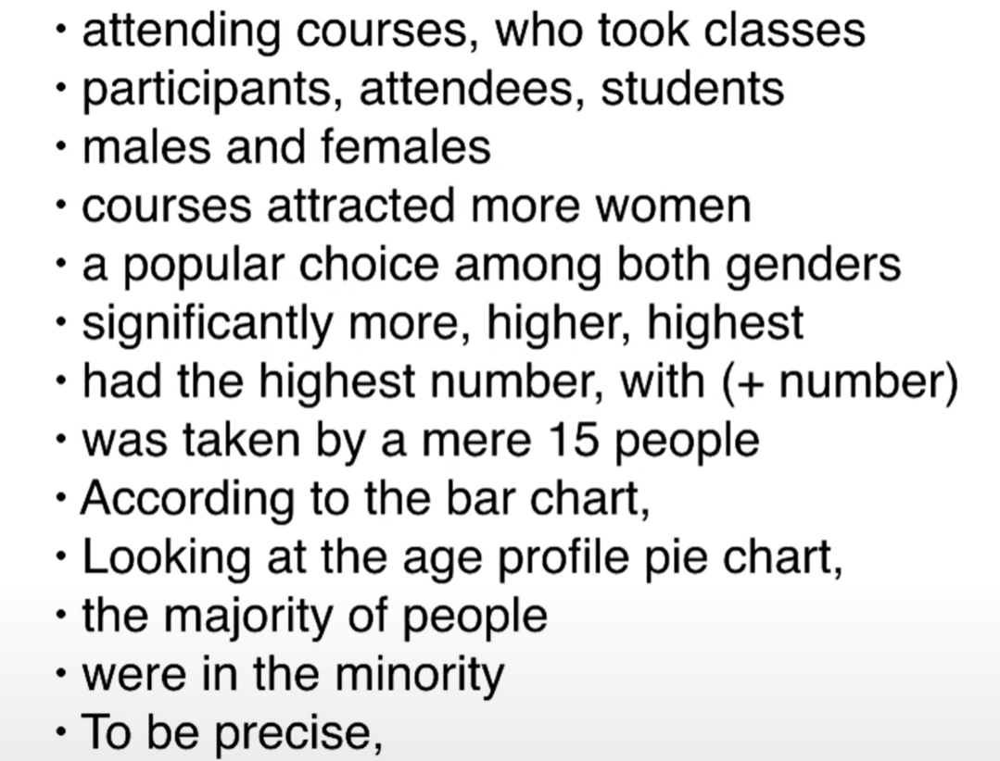 • attending courses, who took classes
• participants, attendees, students
• males and females
• courses attracted more women
• a popular choice among both genders
• significantly more, higher, highest
• had the highest number, with (+ number)
• was taken by a mere 15 people
• According to the bar chart,
• Looking at the age profile pie chart,
• the majority of people
• were in the minority
• To be precise,